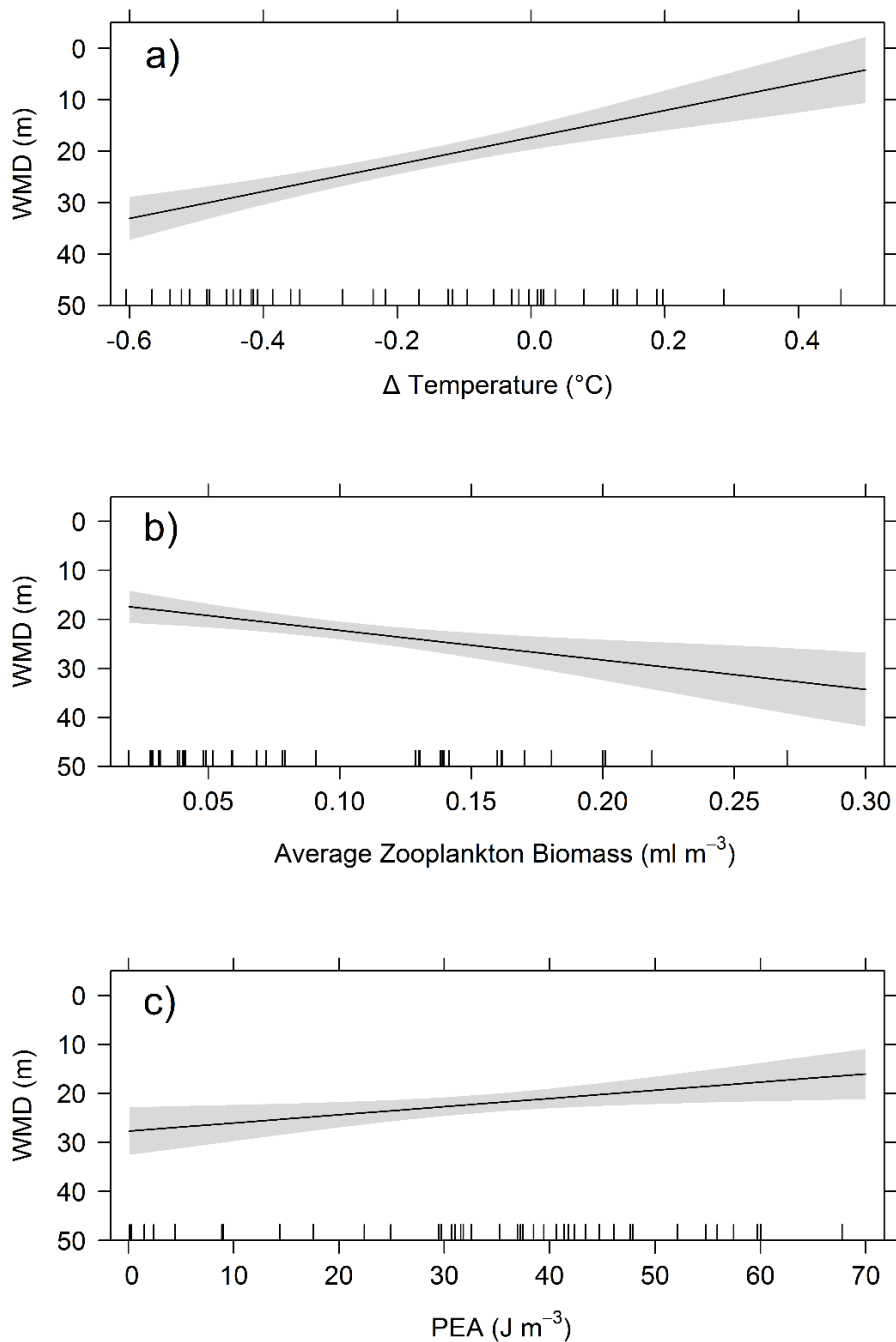 a)
WMD (m)
0
10
20
30
40
50
-0.6 -0.4 -0.2 0.0 0.2 0.4
Δ Temperature (°C)
b)
WMD (m)
0
10
20
30
40
50
0.05 0.10 0.15 0.20 0.25 0.30
Average Zooplankton Biomass (ml m⁻³)
c)
WMD (m)
0
10
20
30
40
50
0 10 20 30 40 50 60 70
PEA (J m⁻³)